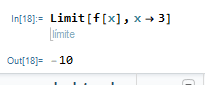 In[18]:= Limit[f[x], x → 3]
límite
Out[18]= -10